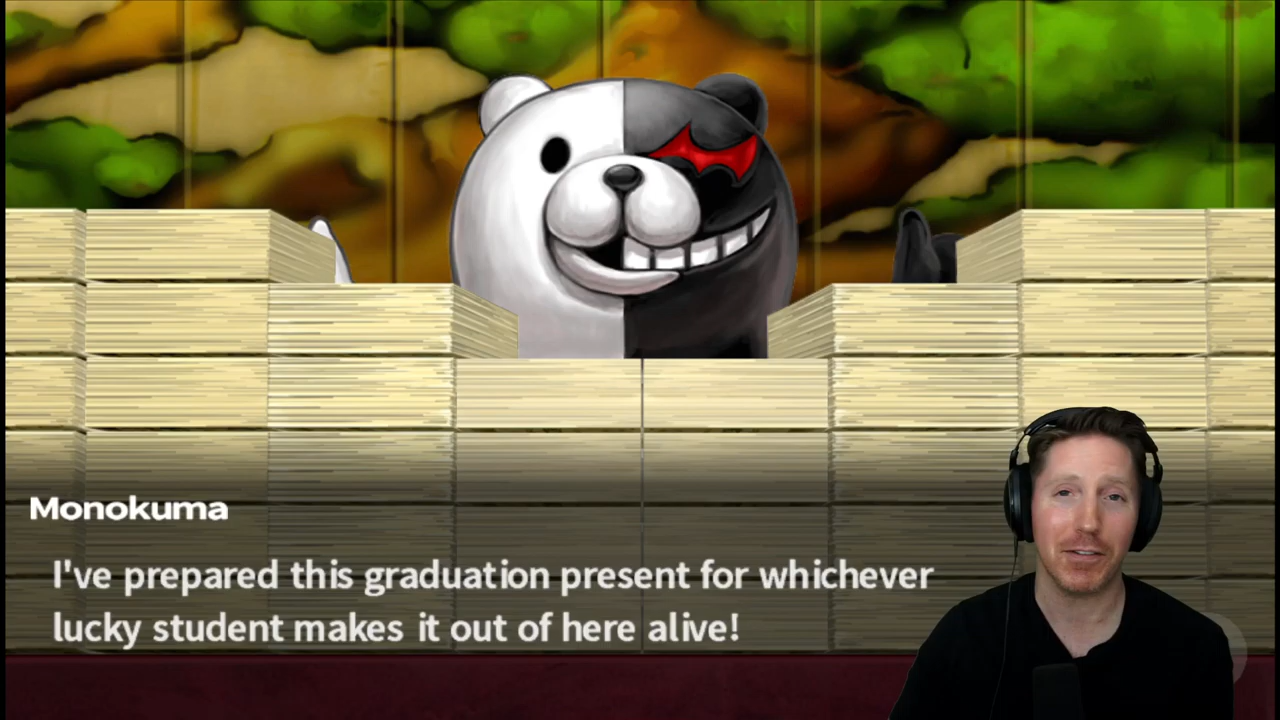 Monokuma
I've prepared this graduation present for whichever
lucky student makes it out of here alive!